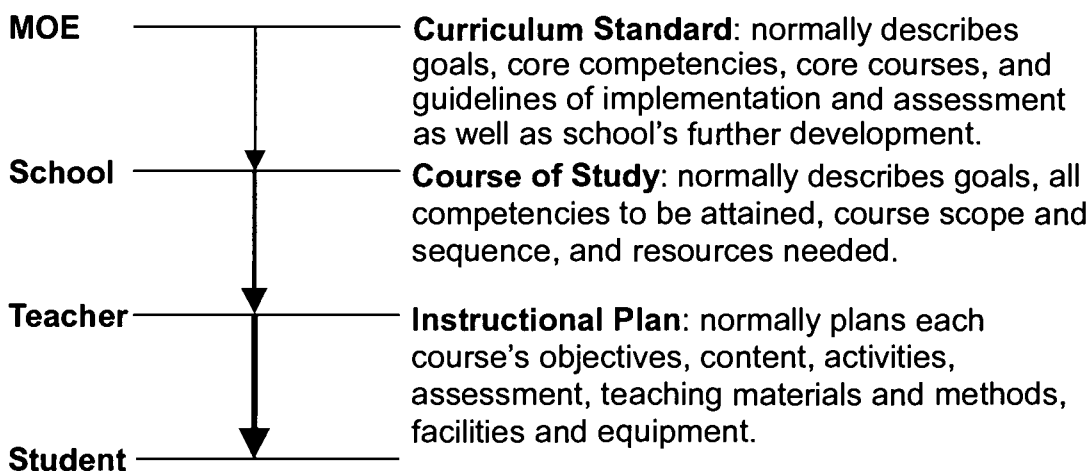 MOE
Curriculum Standard: normally describes
goals, core competencies, core courses, and
guidelines of implementation and assessment
as well as school's further development.
School
Course of Study: normally describes goals, all
competencies to be attained, course scope and
sequence, and resources needed.
Teacher
Instructional Plan: normally plans each
course's objectives, content, activities,
assessment, teaching materials and methods,
facilities and equipment.
Student